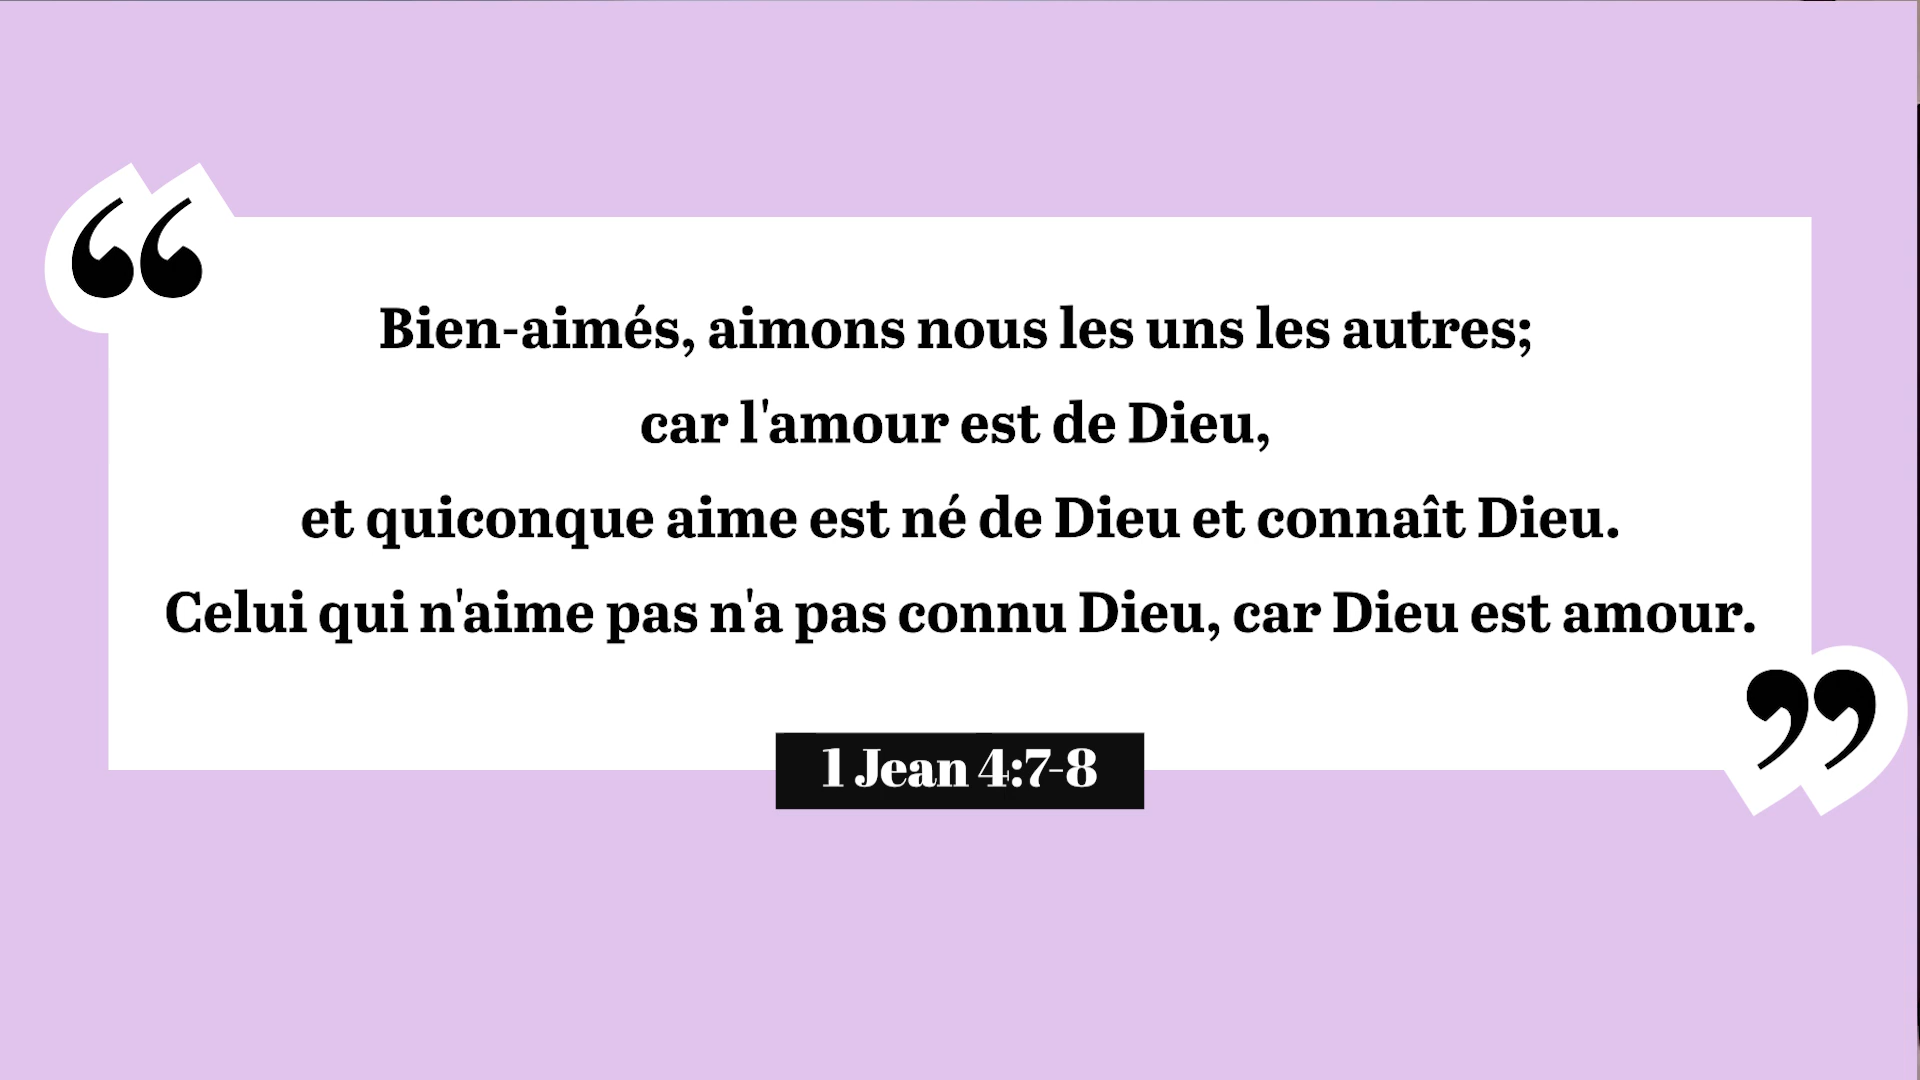 Bien-aimés, aimons nous les uns les autres;
car l'amour est de Dieu,
et quiconque aime est né de Dieu et connaît Dieu.
Celui qui n'aime pas n'a pas connu Dieu, car Dieu est amour.
1 Jean 4:7-8